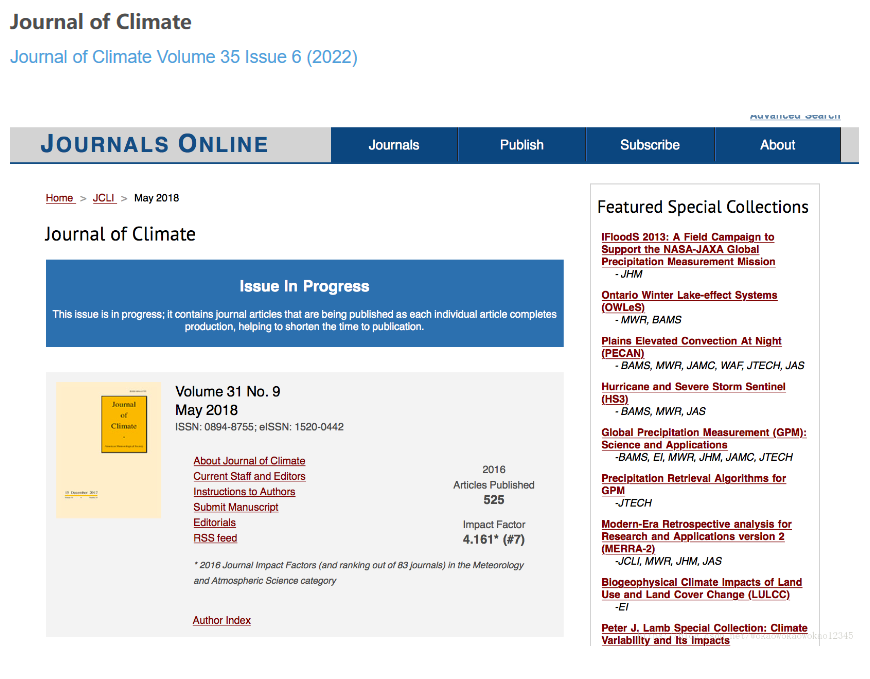 Journal of Climate
Journal of Climate Volume 35 Issue 6 (2022)
Advanced Search
JOURNALS ONLINE
Journals
Publish
Subscribe
About
Home > JCLI > May 2018
Journal of Climate
Issue In Progress
This issue is in progress; it contains journal articles that are being published as each individual article completes
production, helping to shorten the time to publication.
Journal
of
Climate
Volume 31 No. 9
May 2018
ISSN: 0894-8755; eISSN: 1520-0442
About Journal of Climate
Current Staff and Editors
Instructions to Authors
Submit Manuscript
Editorials
RSS feed
2016
Articles Published
525
Impact Factor
4.161* (#7)
* 2016 Journal Impact Factors (and ranking out of 83 journals) in the Meteorology
and Atmospheric Science category
Author Index
Featured Special Collections
IFloodS 2013: A Field Campaign to
Support the NASA-JAXA Global
Precipitation Measurement Mission
- JHM
Ontario Winter Lake-effect Systems
(OWLeS)
- MWR, BAMS
Plains Elevated Convection At Night
(PECAN)
- BAMS, MWR, JAMC, WAF, JTECH, JAS
Hurricane and Severe Storm Sentinel
(HS3)
- BAMS, MWR, JAS
Global Precipitation Measurement (GPM):
Science and Applications
-BAMS, EI, MWR, JHM, JAMC, JTECH
Precipitation Retrieval Algorithms for
GPM
-JTECH
Modern-Era Retrospective analysis for
Research and Applications version 2
(MERRA-2)
-JCLI, MWR, JHM, JAS
Biogeophysical Climate Impacts of Land
Use and Land Cover Change (LULCC)
-EI
Peter J. Lamb Special Collection: Climate
Variability and Its Impacts